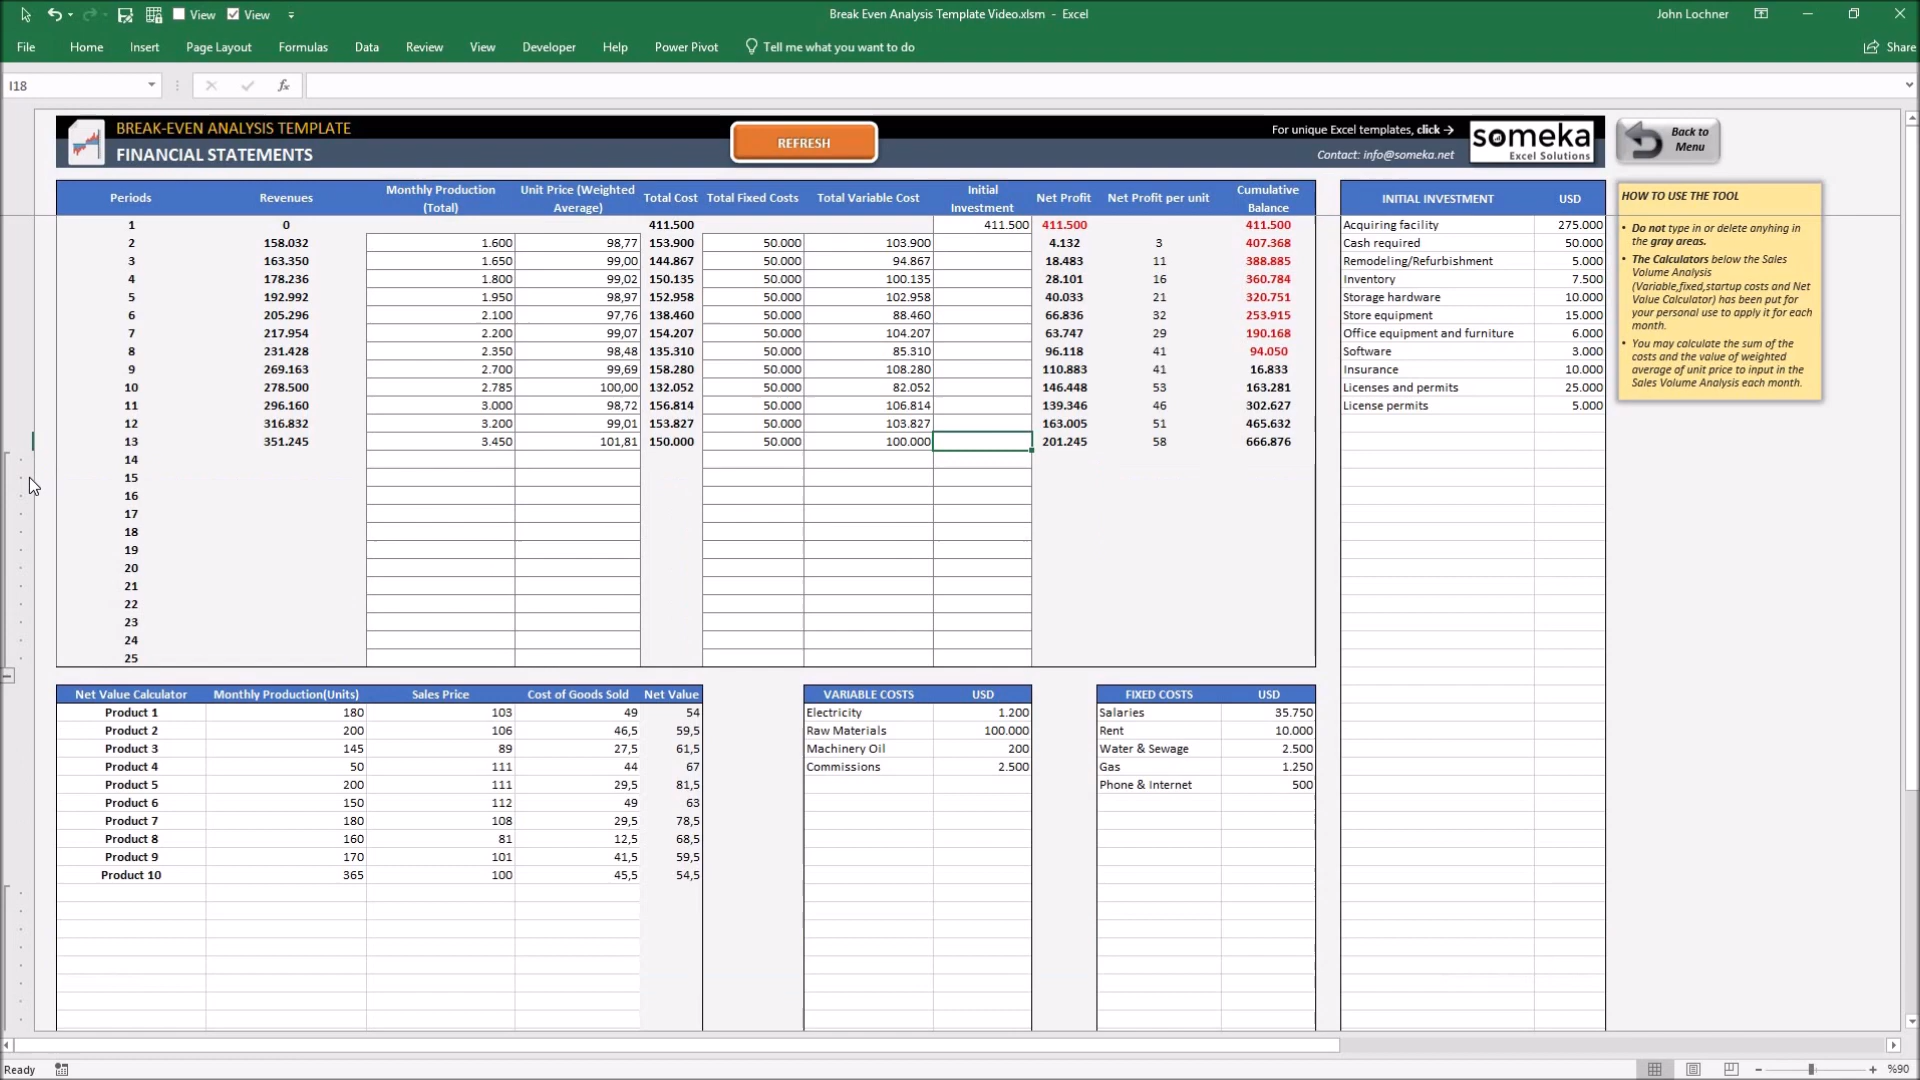 View View Break Even Analysis Template Video.xlsm - Excel John Lochner
File Home Insert Page Layout Formulas Data Review View Developer Help Power Pivot Tell me what you want to do Share
I18 fx
BREAK-EVEN ANALYSIS TEMPLATE
FINANCIAL STATEMENTS
REFRESH
For unique Excel templates, click →
Contact: info@someka.net
someka
Excel Solutions
Back to
Menu
Periods Revenues Monthly Production (Total) Unit Price (Weighted Average) Total Cost Total Fixed Costs Total Variable Cost Initial Investment Net Profit Net Profit per unit Cumulative Balance
1 0 411.500 411.500 411.500 411.500
2 158.032 1.600 98,77 153.900 50.000 103.900 4.132 3 407.368
3 163.350 1.650 99,00 144.867 50.000 94.867 18.483 11 388.885
4 178.236 1.800 99,02 150.135 50.000 100.135 28.101 16 360.784
5 192.992 1.950 98,97 152.958 50.000 102.958 40.033 21 320.751
6 205.296 2.100 97,76 138.460 50.000 88.460 66.836 32 253.915
7 217.954 2.200 99,07 154.207 50.000 104.207 63.747 29 190.168
8 231.428 2.350 98,48 135.310 50.000 85.310 96.118 41 94.050
9 269.163 2.700 99,69 158.280 50.000 108.280 110.883 41 16.833
10 278.500 2.785 100,00 132.052 50.000 82.052 146.448 53 163.281
11 296.160 3.000 98,72 156.814 50.000 106.814 139.346 46 302.627
12 316.832 3.200 99,01 153.827 50.000 103.827 163.005 51 465.632
13 351.245 3.450 101,81 150.000 50.000 100.000 201.245 58 666.876
14
15
16
17
18
19
20
21
22
23
24
25
INITIAL INVESTMENT USD
Acquiring facility 275.000
Cash required 50.000
Remodeling/Refurbishment 5.000
Inventory 7.500
Storage hardware 10.000
Store equipment 15.000
Office equipment and furniture 6.000
Software 3.000
Insurance 10.000
Licenses and permits 25.000
License permits 5.000
HOW TO USE THE TOOL
• Do not type in or delete anyhing in
the gray areas.
• The Calculators below the Sales
Volume Analysis
(Variable,fixed,startup costs and Net
Value Calculator) has been put for
your personal use to apply it for each
month.
• You may calculate the sum of the
costs and the value of weighted
average of unit price to input in the
Sales Volume Analysis each month.
Net Value Calculator Monthly Production(Units) Sales Price Cost of Goods Sold Net Value
Product 1 180 103 49 54
Product 2 200 106 46,5 59,5
Product 3 145 89 27,5 61,5
Product 4 50 111 44 67
Product 5 200 111 29,5 81,5
Product 6 150 112 49 63
Product 7 180 108 29,5 78,5
Product 8 160 81 12,5 68,5
Product 9 170 101 41,5 59,5
Product 10 365 100 45,5 54,5
VARIABLE COSTS USD
Electricity 1.200
Raw Materials 100.000
Machinery Oil 200
Commissions 2.500
FIXED COSTS USD
Salaries 35.750
Rent 10.000
Water & Sewage 2.500
Gas 1.250
Phone & Internet 500
Ready %90